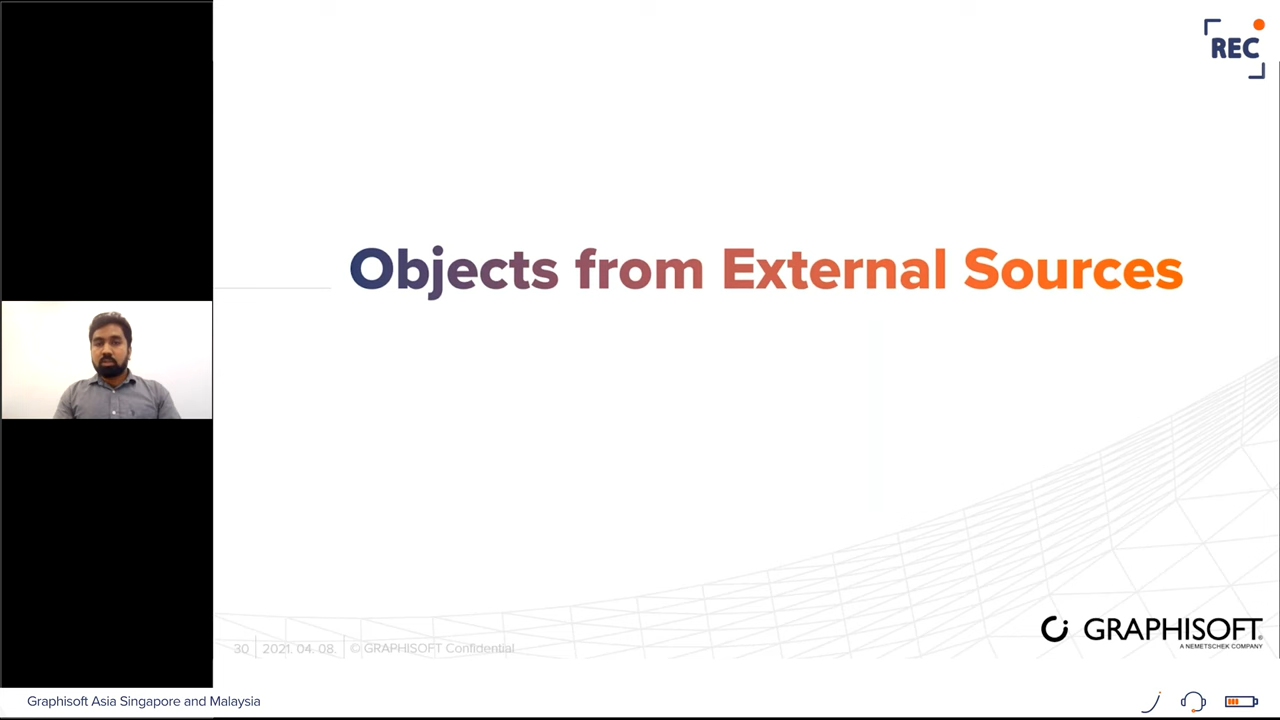 REC
Objects from External Sources
30 | 2021. 04. 08. | © GRAPHISOFT Confidential
GRAPHISOFT®
A NEMETSCHEK COMPANY
Graphisoft Asia Singapore and Malaysia